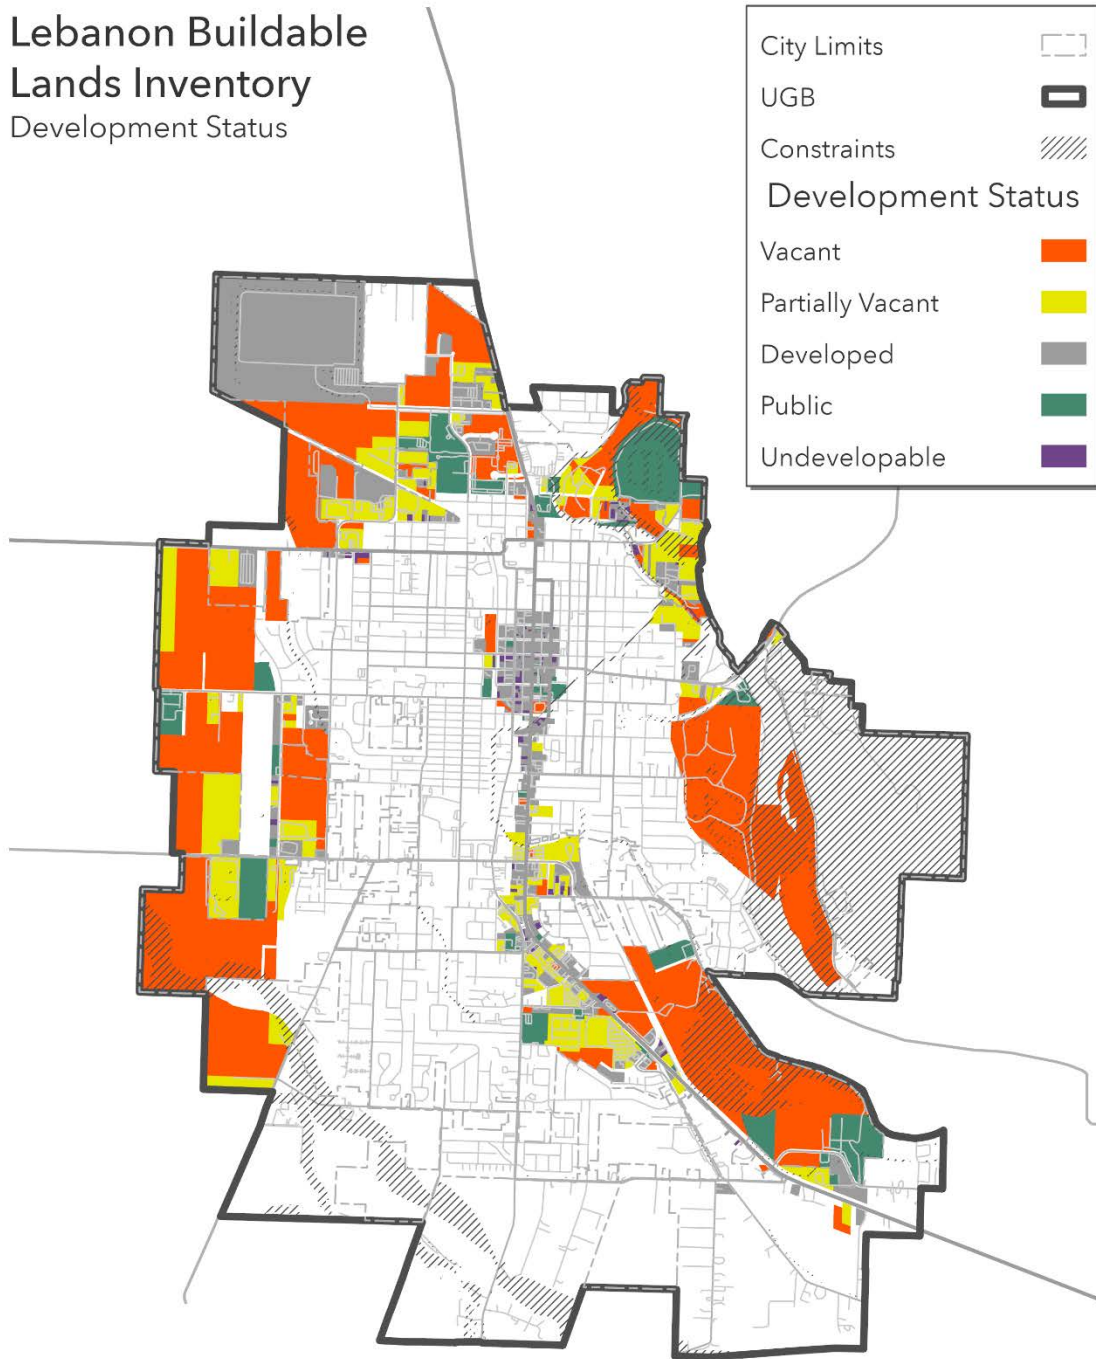 Lebanon Buildable
Lands Inventory
Development Status
City Limits
UGB
Constraints
Development Status
Vacant
Partially Vacant
Developed
Public
Undevelopable